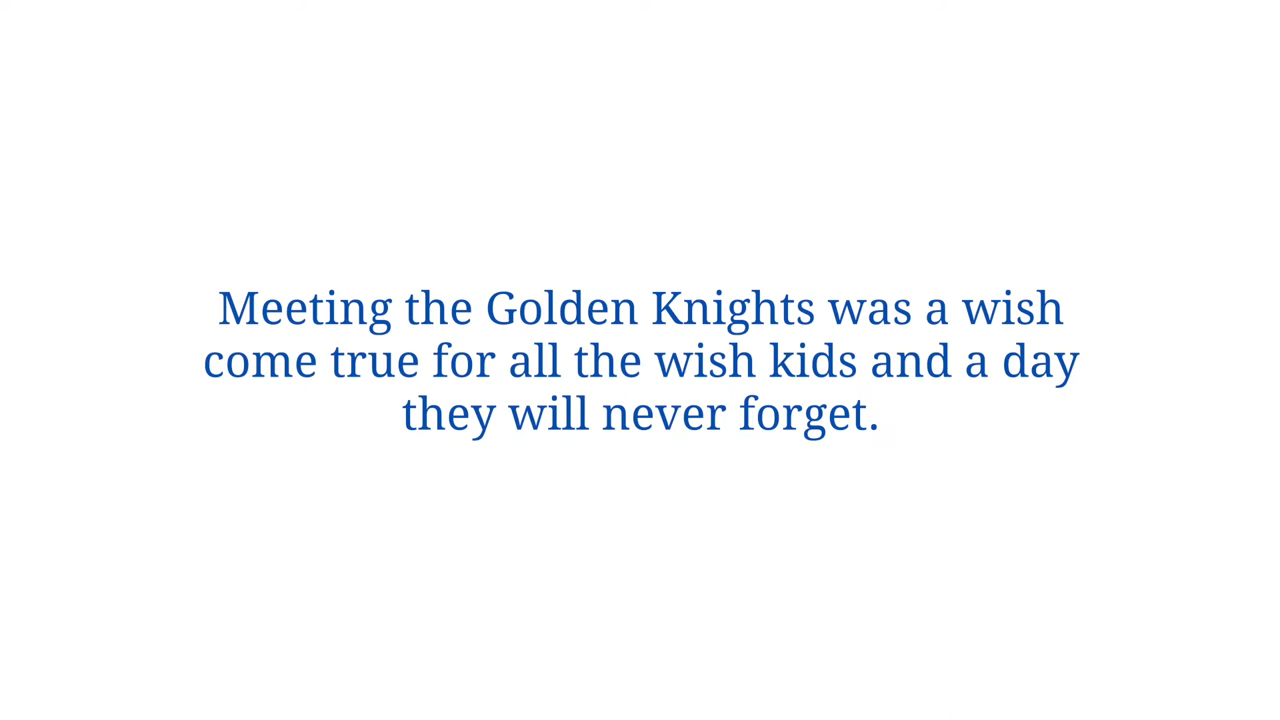 Meeting the Golden Knights was a wish
come true for all the wish kids and a day
they will never forget.